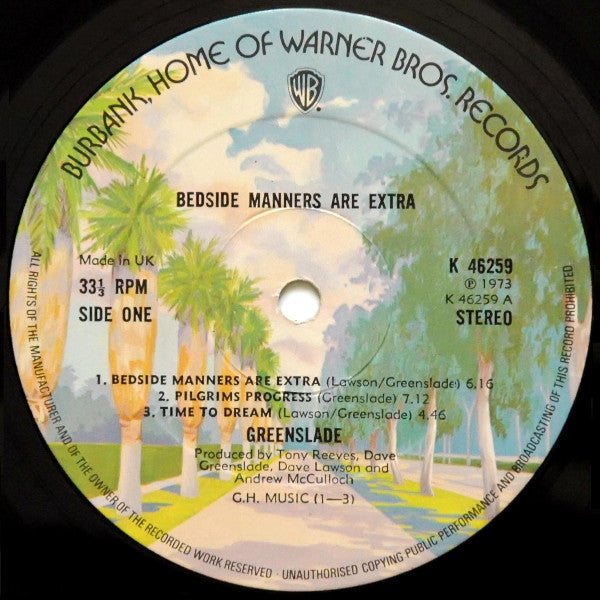 BURBANK, HOME OF WARNER BROS. RECORDS
WB
BEDSIDE MANNERS ARE EXTRA
Made in UK
33⅓ RPM
SIDE ONE
K 46259
℗ 1973
K 46259 A
STEREO
1. BEDSIDE MANNERS ARE EXTRA (Lawson/Greenslade) 6.16
2. PILGRIMS PROGRESS (Greenslade) 7.12
3. TIME TO DREAM (Lawson/Greenslade) 4.46
GREENSLADE
Produced by Tony Reeves, Dave
Greenslade, Dave Lawson and
Andrew McCulloch
G.H. MUSIC (1—3)
ALL RIGHTS OF THE MANUFACTURER AND OF THE OWNER OF THE RECORDED WORK RESERVED · UNAUTHORISED COPYING PUBLIC PERFORMANCE AND BROADCASTING OF THIS RECORD PROHIBITED